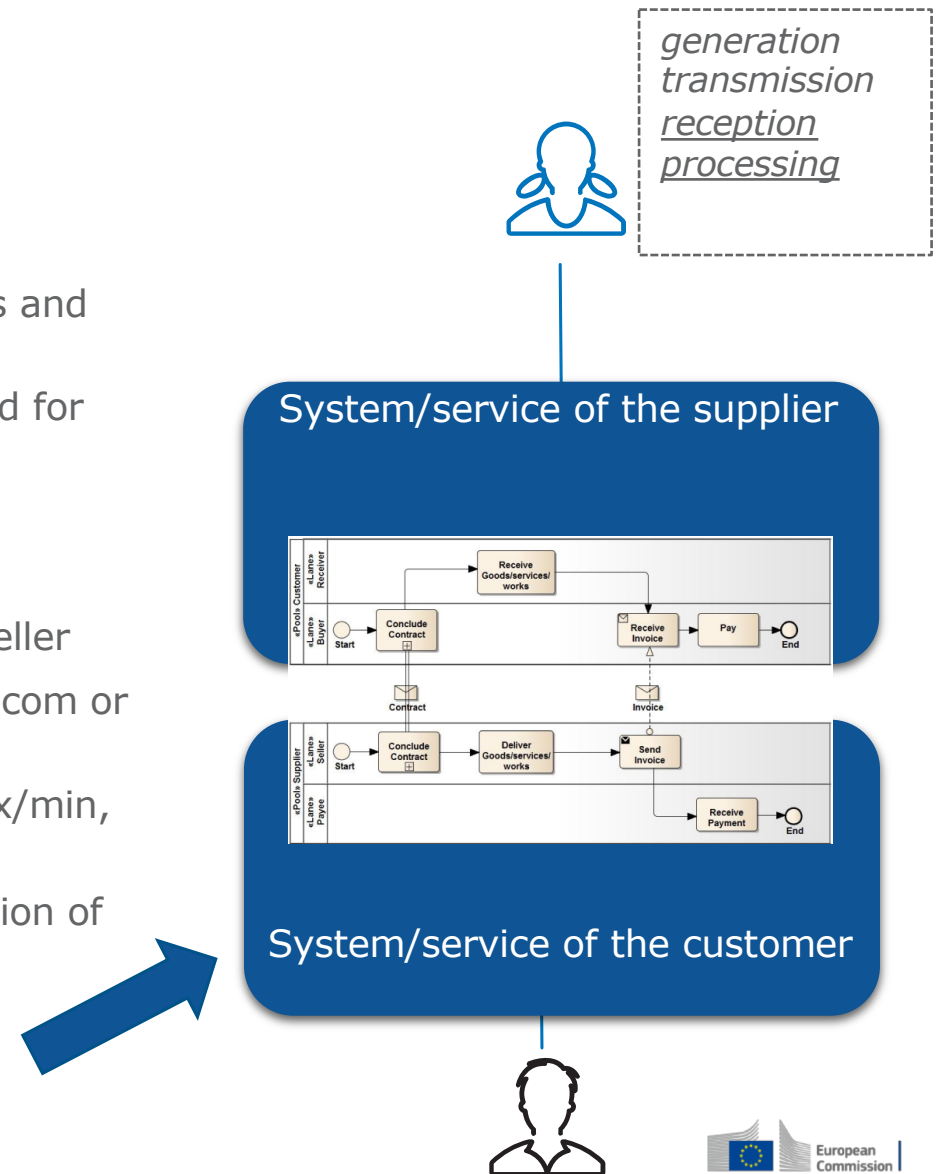 generation
transmission
reception
processing
s and
d for
eller
com or
x/min,
ion of
System/service of the supplier
«Pool» Customer
«Lane» Receiver
Receive
Goods/services/
works
«Lane» Buyer
Start
Conclude
Contract
Receive
Invoice
Pay
End
Contract
Invoice
«Pool» Supplier
«Lane» Seller
Start
Conclude
Contract
Deliver
Goods/services/
works
Send
Invoice
«Lane» Payee
Receive
Payment
End
System/service of the customer
European
Commission